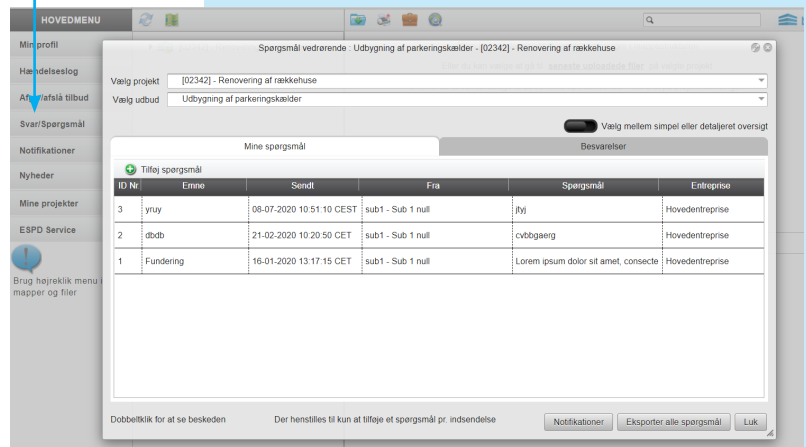 HOVEDMENU
Min profil
Hændelseslog
Afgiv/afslå tilbud
Svar/Spørgsmål
Notifikationer
Nyheder
Mine projekter
ESPD Service
Brug højreklik menu i
mapper og filer
Spørgsmål vedrørende : Udbygning af parkeringskælder - [02342] - Renovering af rækkehuse
Vælg projekt [02342] - Renovering af rækkehuse
Vælg udbud Udbygning af parkeringskælder
Vælg mellem simpel eller detaljeret oversigt
Mine spørgsmål Besvarelser
Tilføj spørgsmål
ID Nr Emne Sendt Fra Spørgsmål Entreprise
3 yruy 08-07-2020 10:51:10 CEST sub1 - Sub 1 null jtyj Hovedentreprise
2 dbdb 21-02-2020 10:20:50 CET sub1 - Sub 1 null cvbbgaerg Hovedentreprise
1 Fundering 16-01-2020 13:17:15 CET sub1 - Sub 1 null Lorem ipsum dolor sit amet, consecte Hovedentreprise
Dobbeltklik for at se beskeden Der henstilles til kun at tilføje et spørgsmål pr. indsendelse Notifikationer Eksporter alle spørgsmål Luk